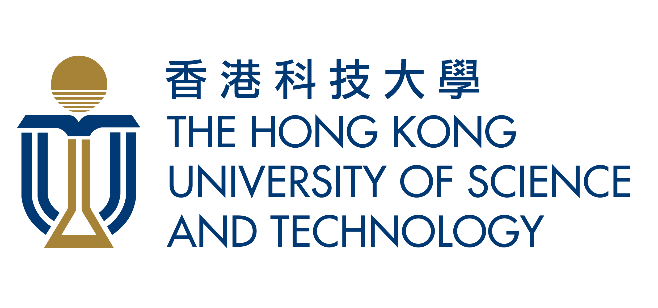 香港科技大學
THE HONG KONG
UNIVERSITY OF SCIENCE
AND TECHNOLOGY